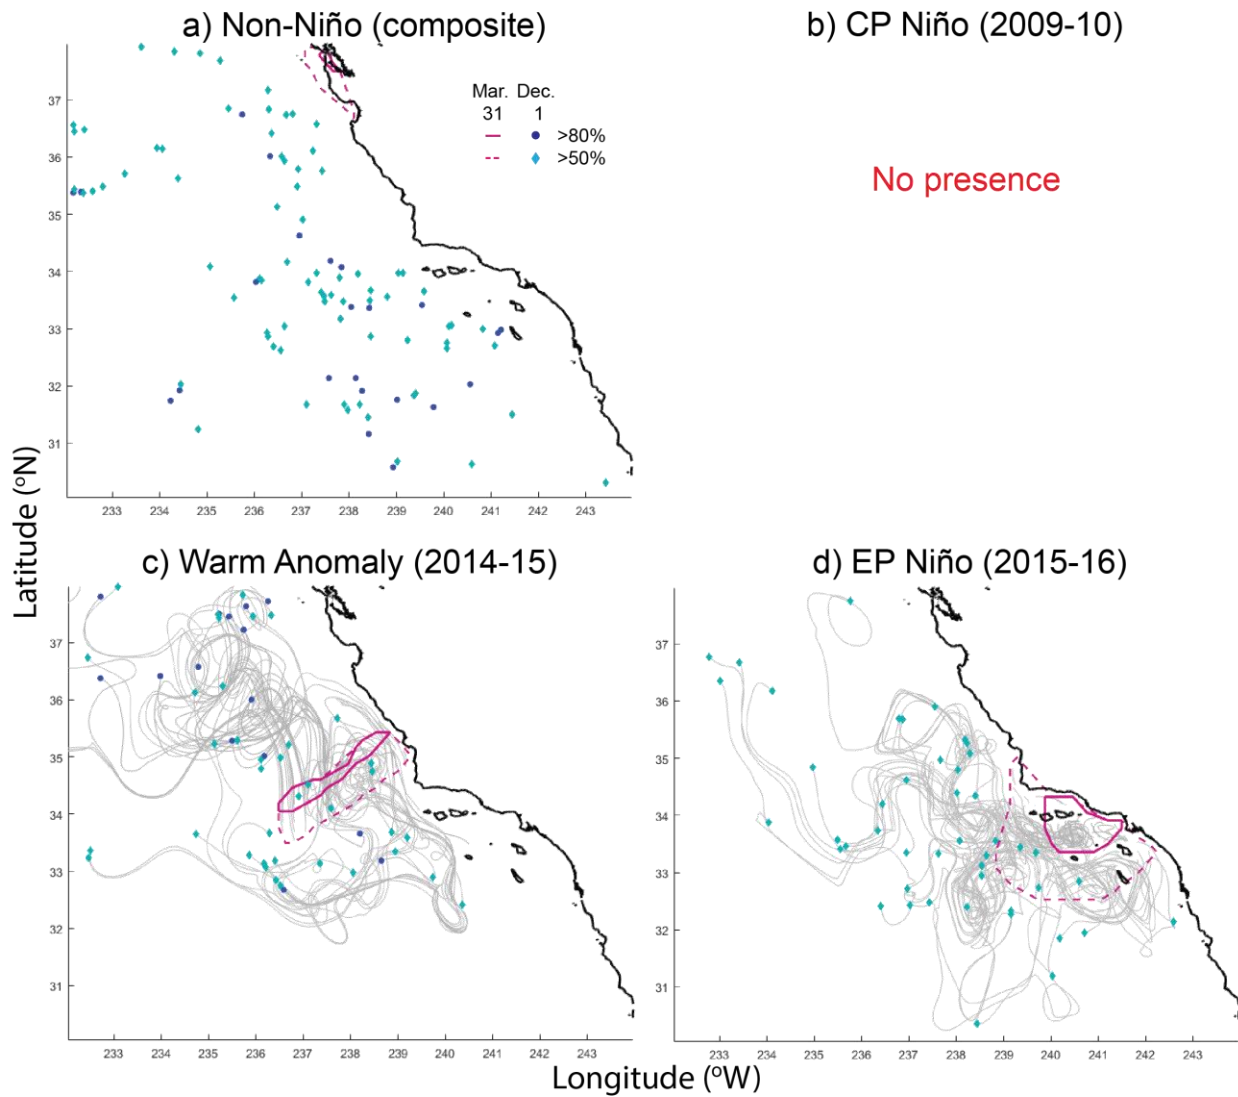 a) Non-Niño (composite)
b) CP Niño (2009-10)
Mar. Dec.
31 1
>80%
>50%
No presence
37
36
35
34
33
32
31
233 234 235 236 237 238 239 240 241 242 243
Latitude (ºN)
c) Warm Anomaly (2014-15)
d) EP Niño (2015-16)
37
36
35
34
33
32
31
233 234 235 236 237 238 239 240 241 242 243
37
36
35
34
33
32
31
233 234 235 236 237 238 239 240 241 242 243
Longitude (ºW)